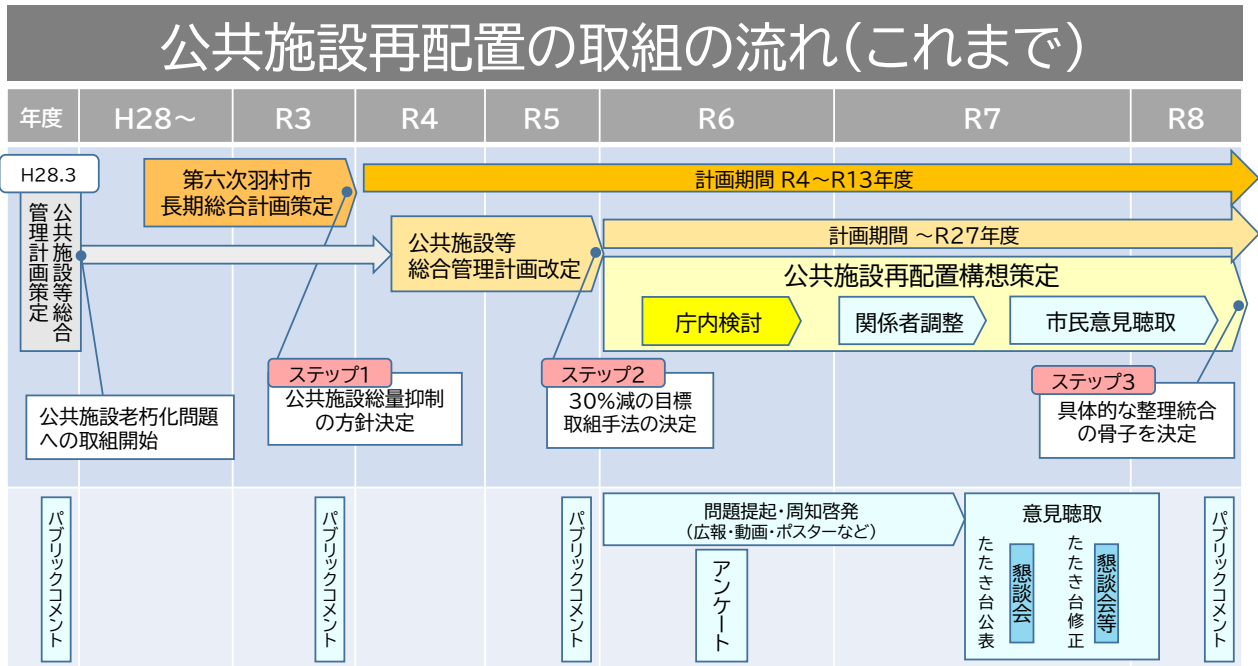 公共施設再配置の取組の流れ(これまで)
年度
H28～
R3
R4
R5
R6
R7
R8
H28.3
公共施設等総合
管理計画策定
第六次羽村市
長期総合計画策定
計画期間 R4～R13年度
公共施設等
総合管理計画改定
計画期間 ～R27年度
公共施設再配置構想策定
庁内検討
関係者調整
市民意見聴取
ステップ1
公共施設総量抑制
の方針決定
ステップ2
30%減の目標
取組手法の決定
ステップ3
具体的な整理統合
の骨子を決定
公共施設老朽化問題
への取組開始
パブリックコメント
パブリックコメント
パブリックコメント
問題提起・周知啓発
(広報・動画・ポスターなど)
アンケート
意見聴取
たたき台公表
懇談会
たたき台修正
懇談会等
パブリックコメント